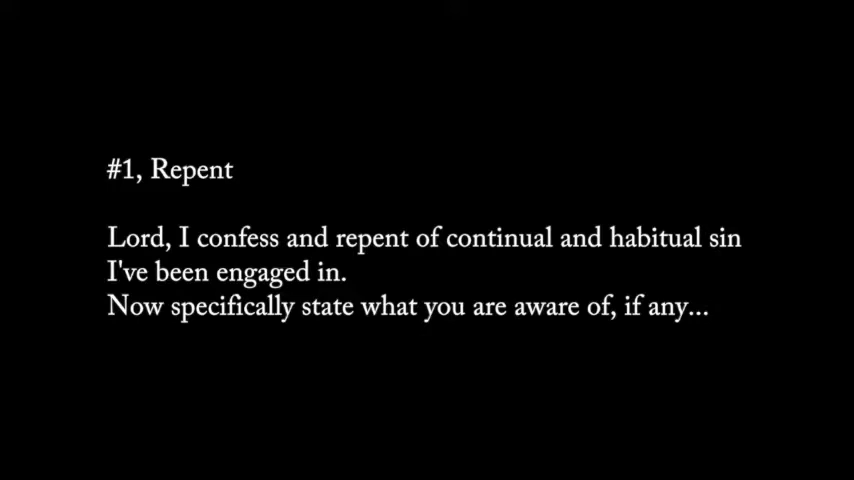 #1, Repent
Lord, I confess and repent of continual and habitual sin
I've been engaged in.
Now specifically state what you are aware of, if any...